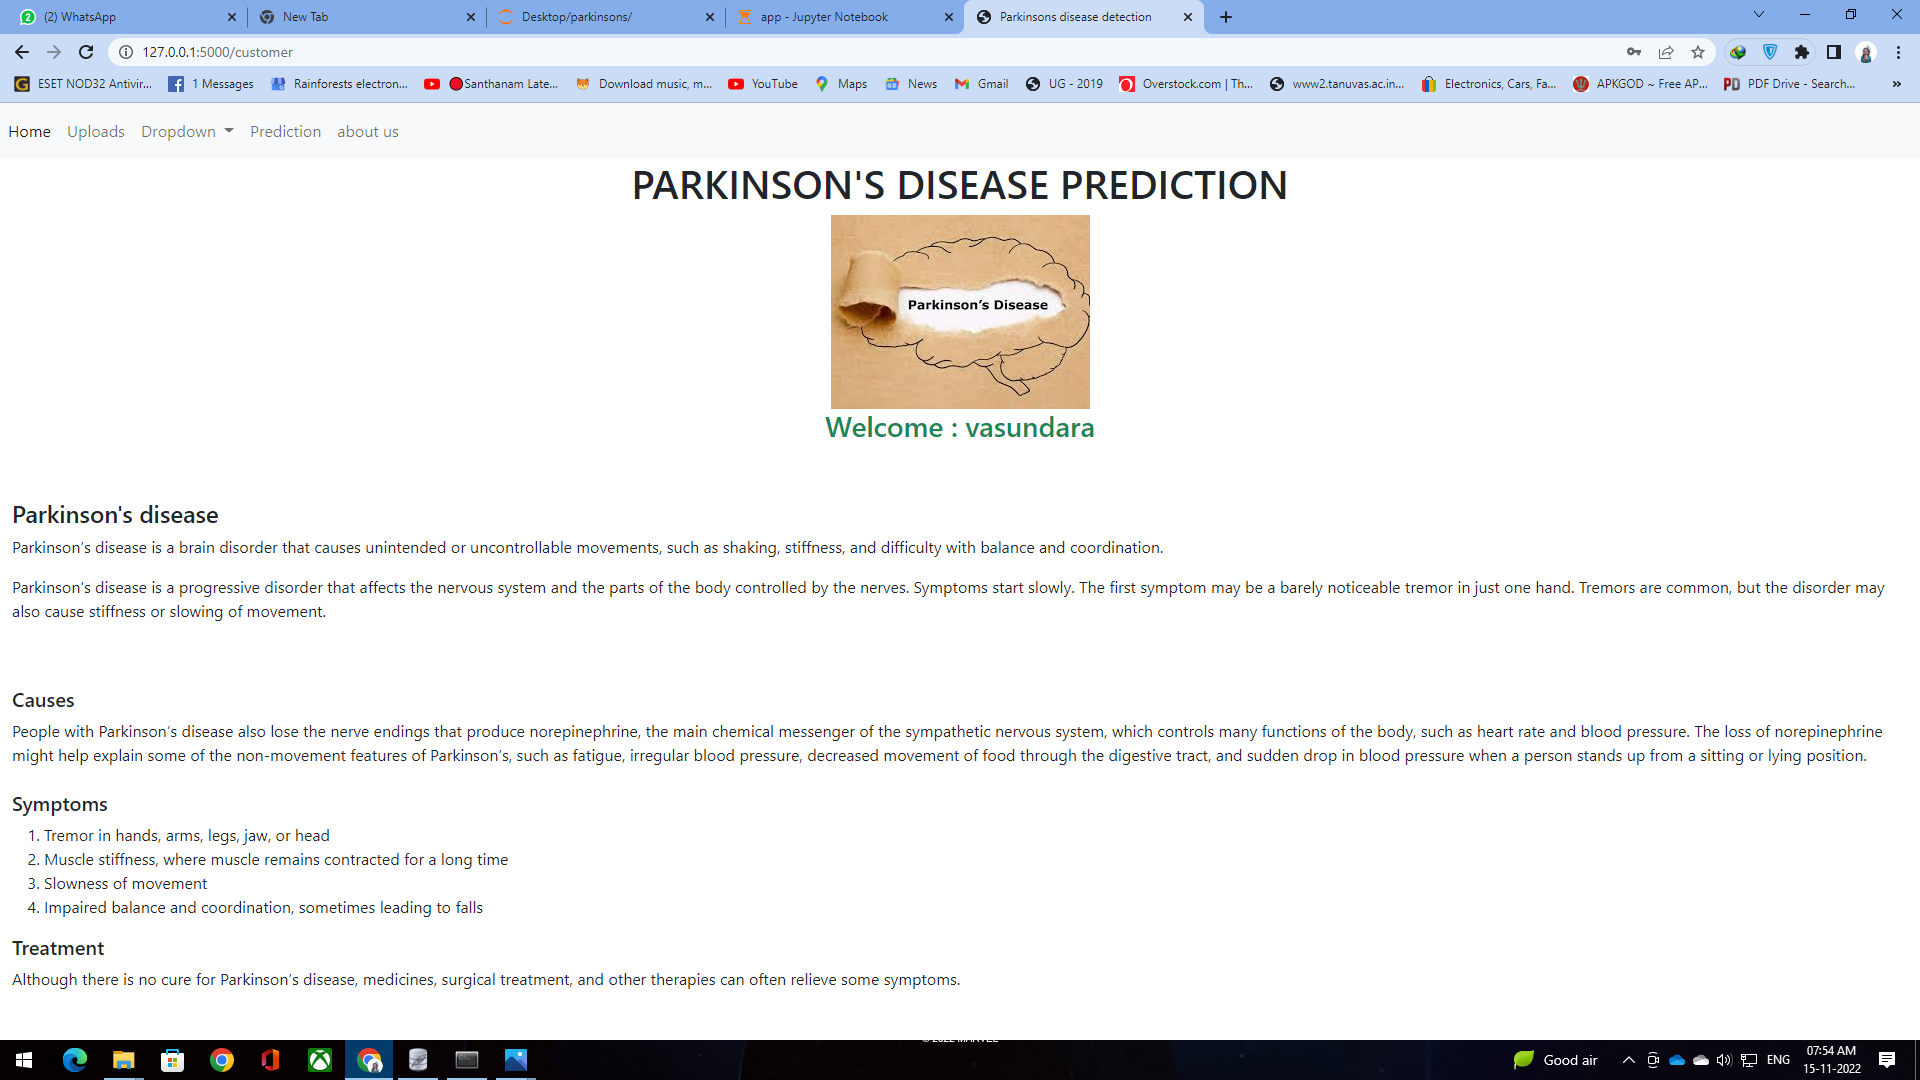 (2) WhatsApp
New Tab
Desktop/parkinsons/
app - Jupyter Notebook
Parkinsons disease detection
127.0.0.1:5000/customer
ESET NOD32 Antivir...
1 Messages
Rainforests electron...
Santhanam Late...
Download music, m...
YouTube
Maps
News
Gmail
UG - 2019
Overstock.com | Th...
www2.tanuvas.ac.in...
Electronics, Cars, Fa...
APKGOD ~ Free AP...
PD PDF Drive - Search...
»
Home Uploads Dropdown Prediction about us
PARKINSON'S DISEASE PREDICTION
Parkinson's Disease
Welcome : vasundara
Parkinson's disease
Parkinson's disease is a brain disorder that causes unintended or uncontrollable movements, such as shaking, stiffness, and difficulty with balance and coordination.
Parkinson's disease is a progressive disorder that affects the nervous system and the parts of the body controlled by the nerves. Symptoms start slowly. The first symptom may be a barely noticeable tremor in just one hand. Tremors are common, but the disorder may
also cause stiffness or slowing of movement.
Causes
People with Parkinson's disease also lose the nerve endings that produce norepinephrine, the main chemical messenger of the sympathetic nervous system, which controls many functions of the body, such as heart rate and blood pressure. The loss of norepinephrine
might help explain some of the non-movement features of Parkinson's, such as fatigue, irregular blood pressure, decreased movement of food through the digestive tract, and sudden drop in blood pressure when a person stands up from a sitting or lying position.
Symptoms
1. Tremor in hands, arms, legs, jaw, or head
2. Muscle stiffness, where muscle remains contracted for a long time
3. Slowness of movement
4. Impaired balance and coordination, sometimes leading to falls
Treatment
Although there is no cure for Parkinson's disease, medicines, surgical treatment, and other therapies can often relieve some symptoms.
© 2022 MARVEL
Good air
ENG
07:54 AM
15-11-2022